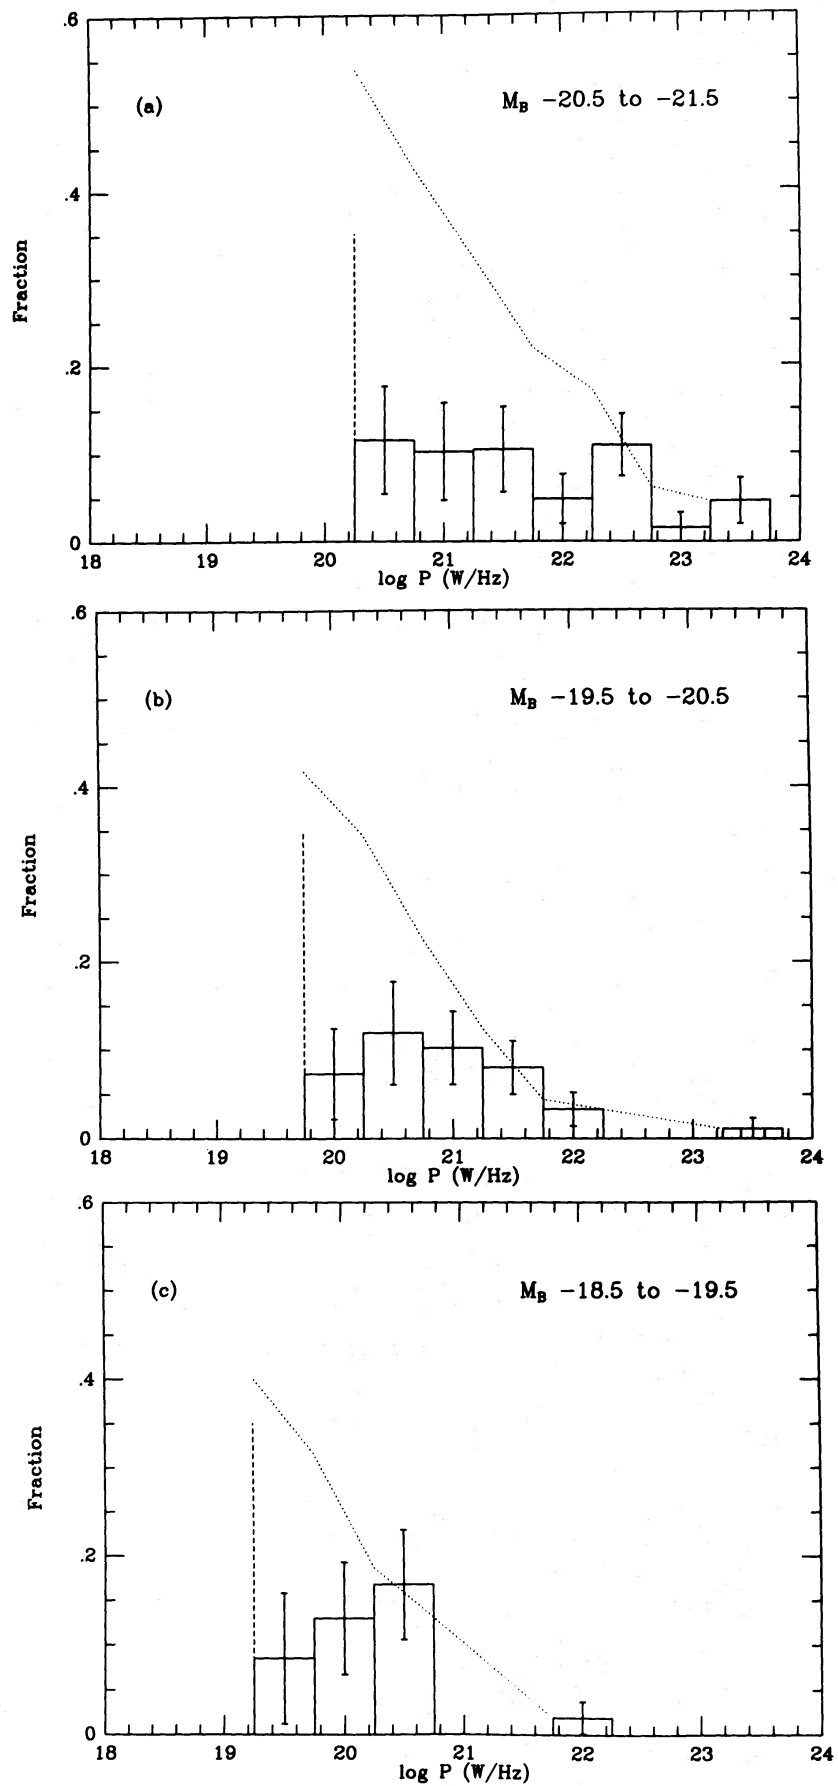 .6
(a)
M_B −20.5 to −21.5
.4
Fraction
.2
0
18 19 20 21 22 23 24
log P (W/Hz)
.6
(b)
M_B −19.5 to −20.5
.4
Fraction
.2
0
18 19 20 21 22 23 24
log P (W/Hz)
.6
(c)
M_B −18.5 to −19.5
.4
Fraction
.2
0
18 19 20 21 22 23 24
log P (W/Hz)